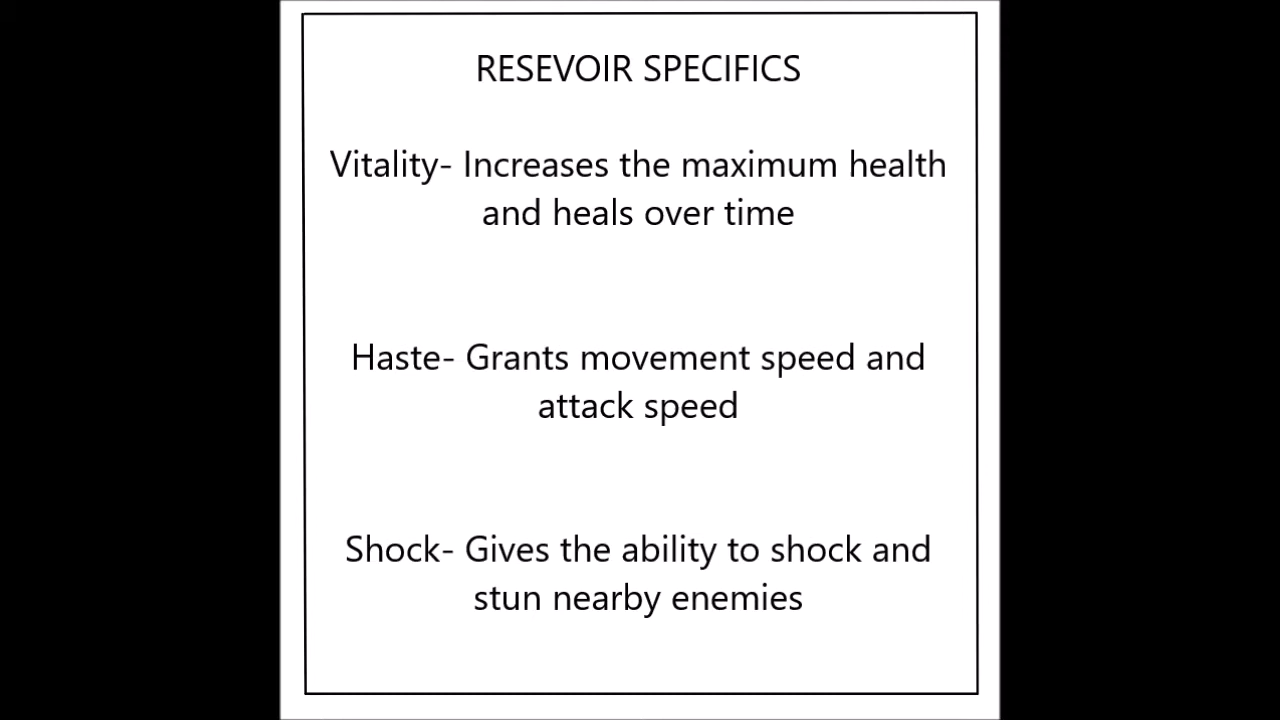 RESEVOIR SPECIFICS
Vitality- Increases the maximum health
and heals over time
Haste- Grants movement speed and
attack speed
Shock- Gives the ability to shock and
stun nearby enemies